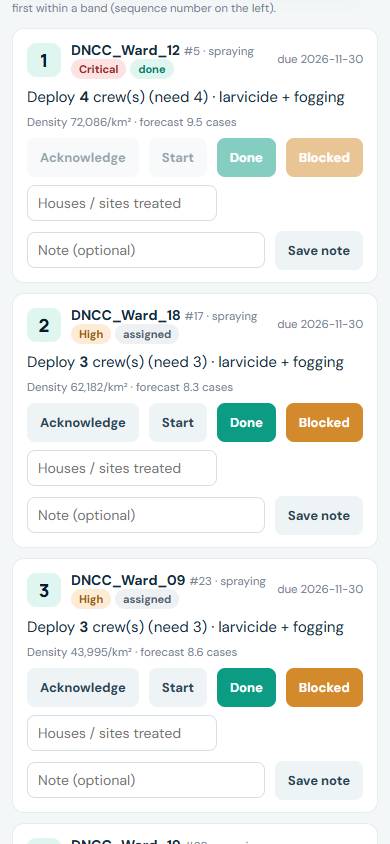 first within a band (sequence number on the left).
1
DNCC_Ward_12 #5 · spraying
due 2026-11-30
Critical done
Deploy 4 crew(s) (need 4) · larvicide + fogging
Density 72,086/km² · forecast 9.5 cases
Acknowledge Start Done Blocked
Houses / sites treated
Note (optional) Save note
2
DNCC_Ward_18 #17 · spraying
due 2026-11-30
High assigned
Deploy 3 crew(s) (need 3) · larvicide + fogging
Density 62,182/km² · forecast 8.3 cases
Acknowledge Start Done Blocked
Houses / sites treated
Note (optional) Save note
3
DNCC_Ward_09 #23 · spraying
due 2026-11-30
High assigned
Deploy 3 crew(s) (need 3) · larvicide + fogging
Density 43,995/km² · forecast 8.6 cases
Acknowledge Start Done Blocked
Houses / sites treated
Note (optional) Save note